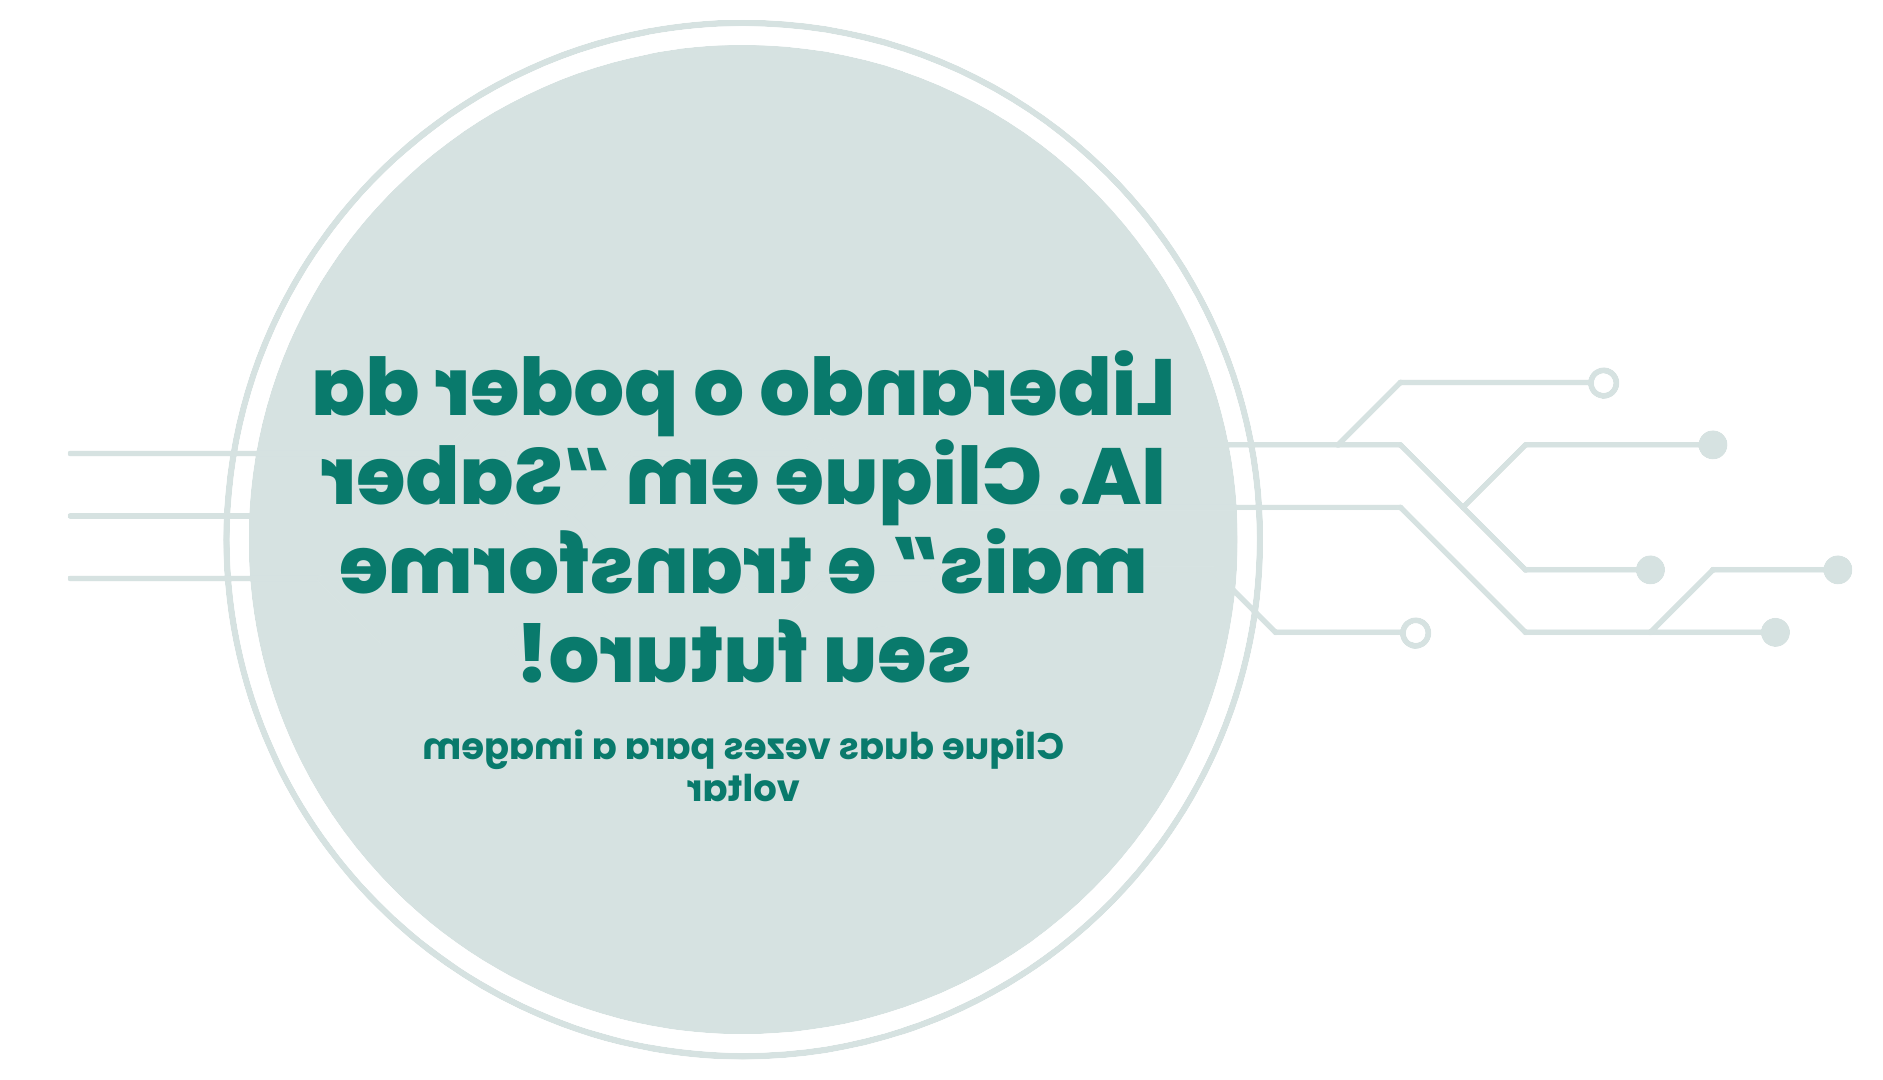 Liberando o poder da
IA. Clique em “Saber
mais” e transforme
seu futuro!
Clique duas vezes para a imagem
voltar